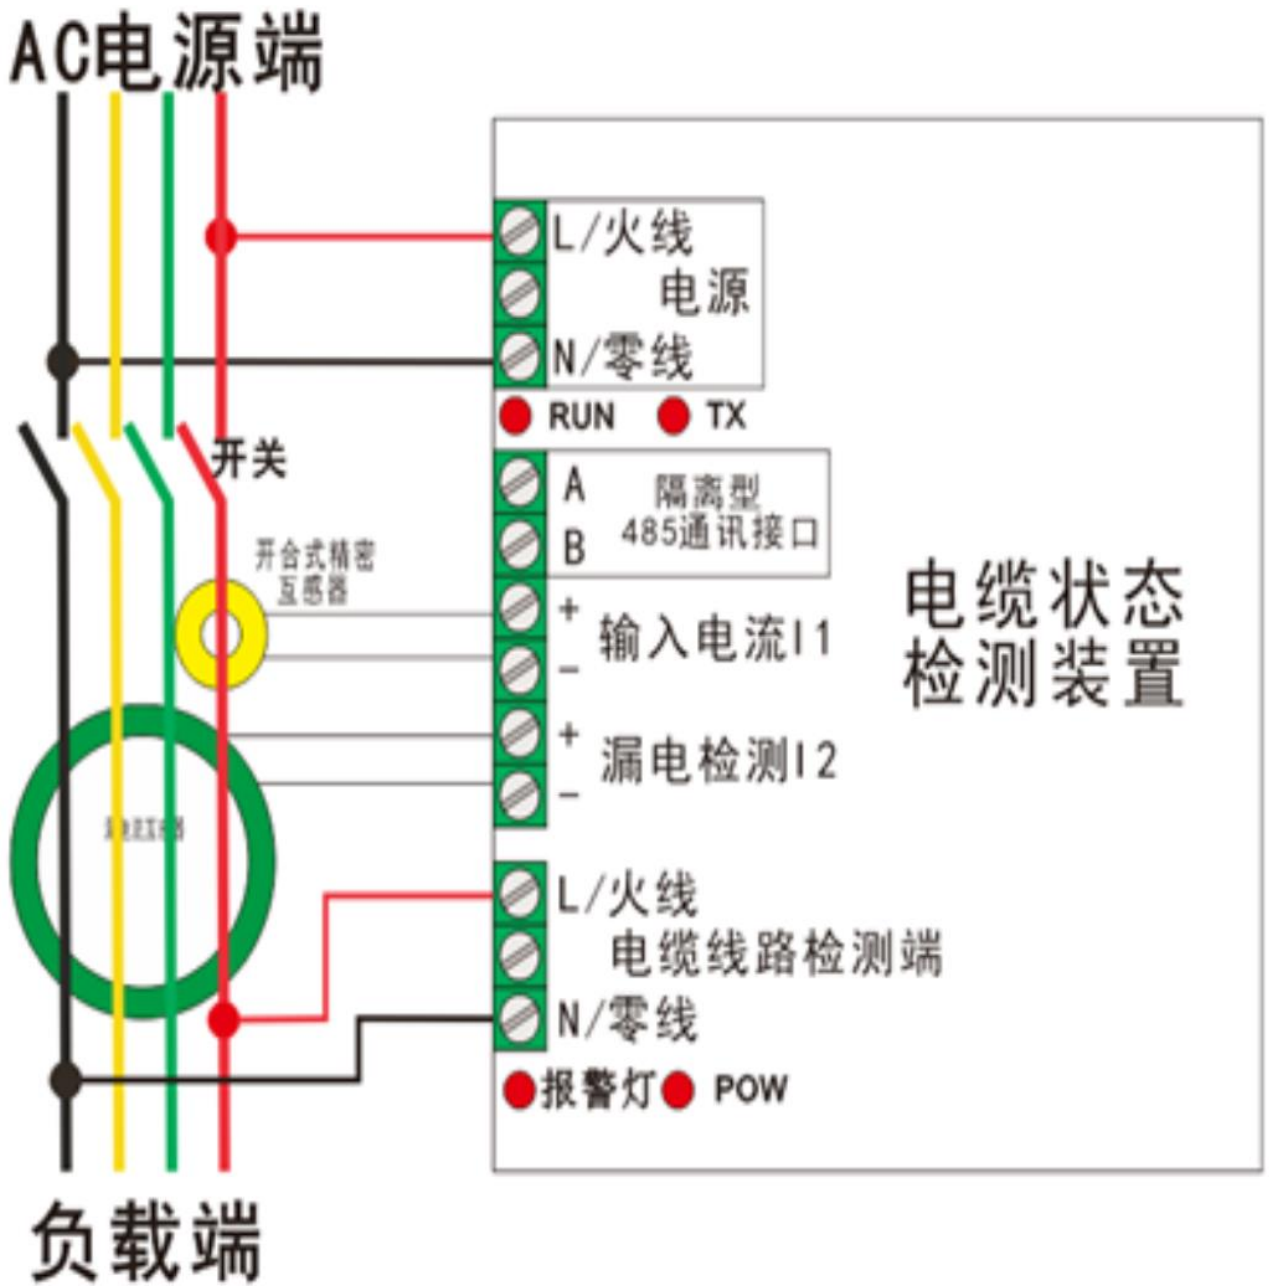 AC电源端
L/火线
电源
N/零线
RUN TX
开关
A
隔离型
B
485通讯接口
开合式精密
互感器
+
输入电流I1
-
+
漏电检测I2
-
电缆状态
检测装置
L/火线
电缆线路检测端
N/零线
报警灯 POW
负载端